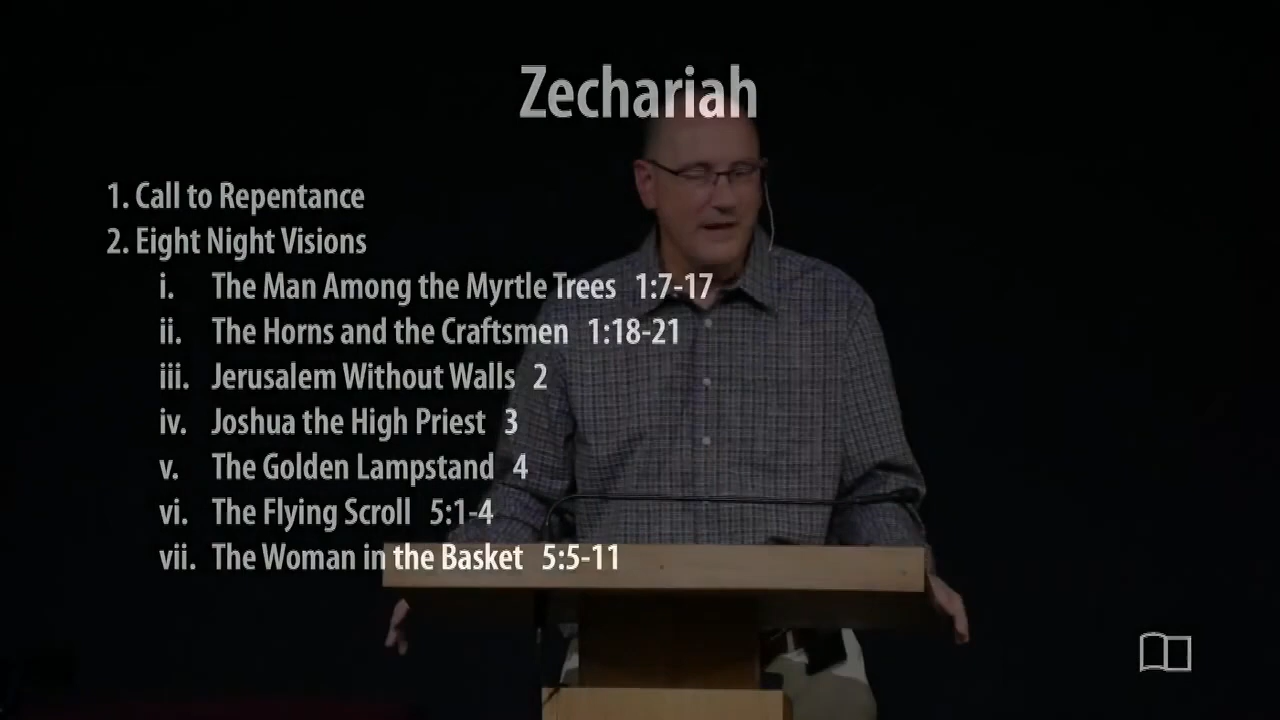 Zechariah
1. Call to Repentance
2. Eight Night Visions
i. The Man Among the Myrtle Trees 1:7-17
ii. The Horns and the Craftsmen 1:18-21
iii. Jerusalem Without Walls 2
iv. Joshua the High Priest 3
v. The Golden Lampstand 4
vi. The Flying Scroll 5:1-4
vii. The Woman in the Basket 5:5-11